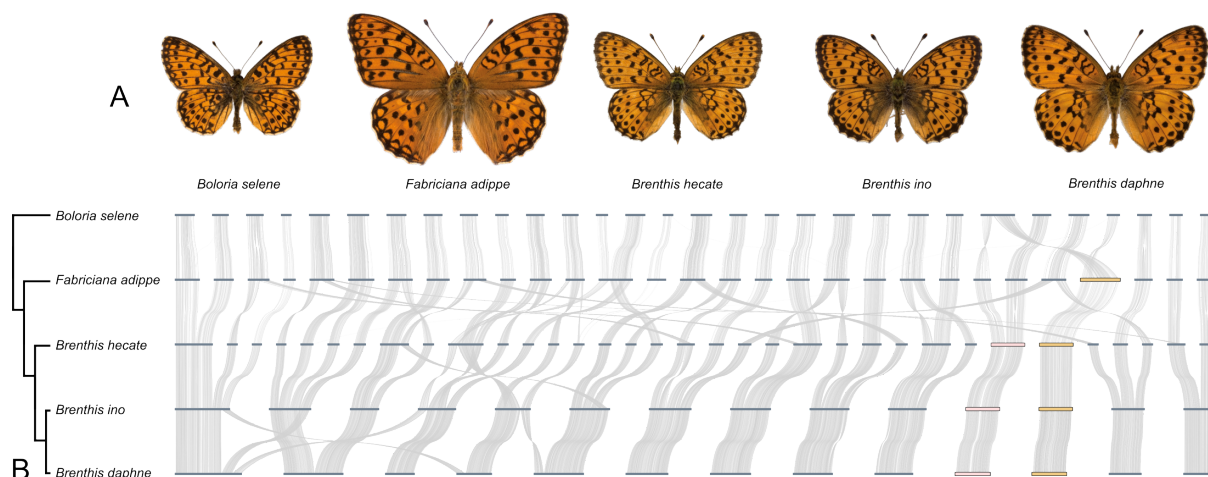 A
Boloria selene
Fabriciana adippe
Brenthis hecate
Brenthis ino
Brenthis daphne
Boloria selene
Fabriciana adippe
Brenthis hecate
Brenthis ino
B
Brenthis daphne